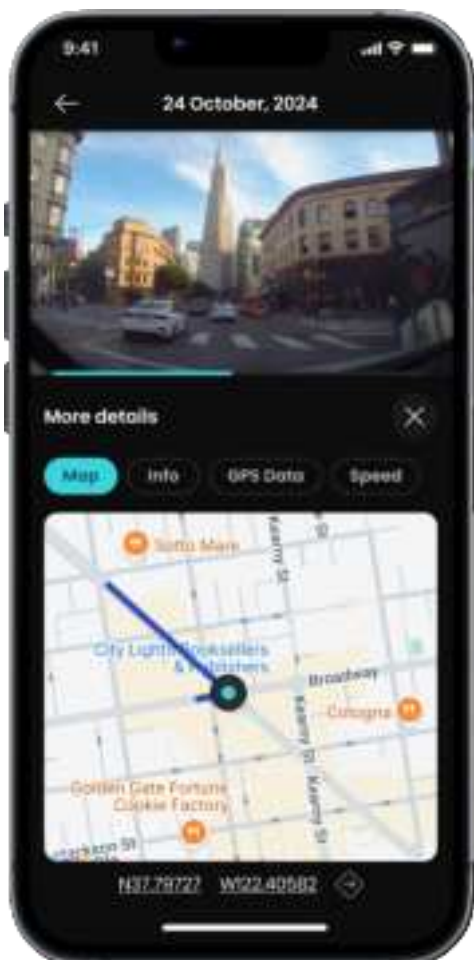 9:41
24 October, 2024
More details
Map Info GPS Data Speed
Sotto Mare
Kearny St
City Lights Booksellers
& Publishers
Broadway
Cotogna
Kearny St
Kearny St
Golden Gate Fortune
Cookie Factory
Jackson St
N37.79727 W122.40582